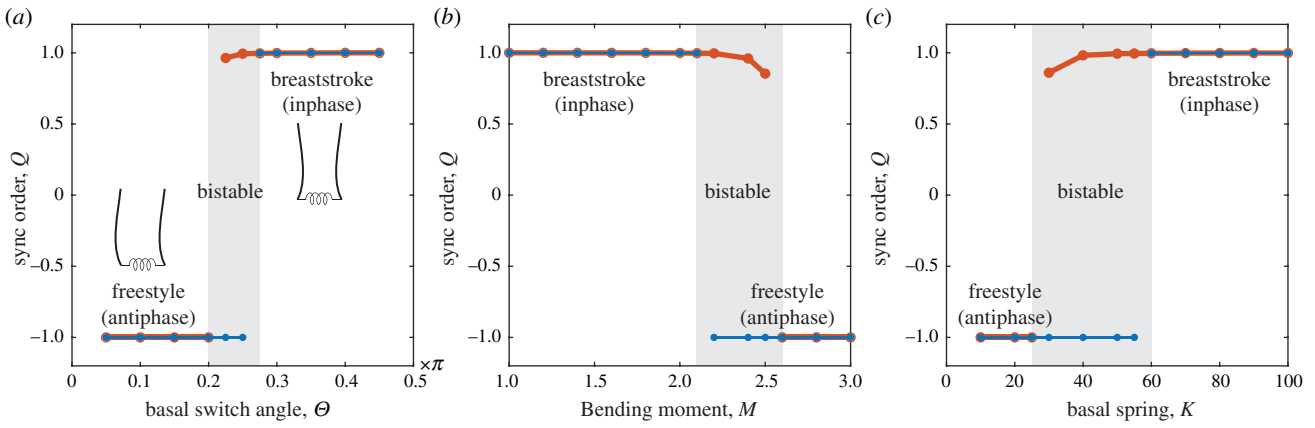 (a)
sync order, Q
1.0
0.5
0
−0.5
−1.0
breaststroke
(inphase)
bistable
freestyle
(antiphase)
0
0.1
0.2
0.3
0.4
0.5
×π
basal switch angle, Θ
(b)
sync order, Q
1.0
0.5
0
−0.5
−1.0
breaststroke
(inphase)
bistable
freestyle
(antiphase)
1.0
1.5
2.0
2.5
3.0
Bending moment, M
(c)
sync order, Q
1.0
0.5
0
−0.5
−1.0
breaststroke
(inphase)
bistable
freestyle
(antiphase)
0
20
40
60
80
100
basal spring, K